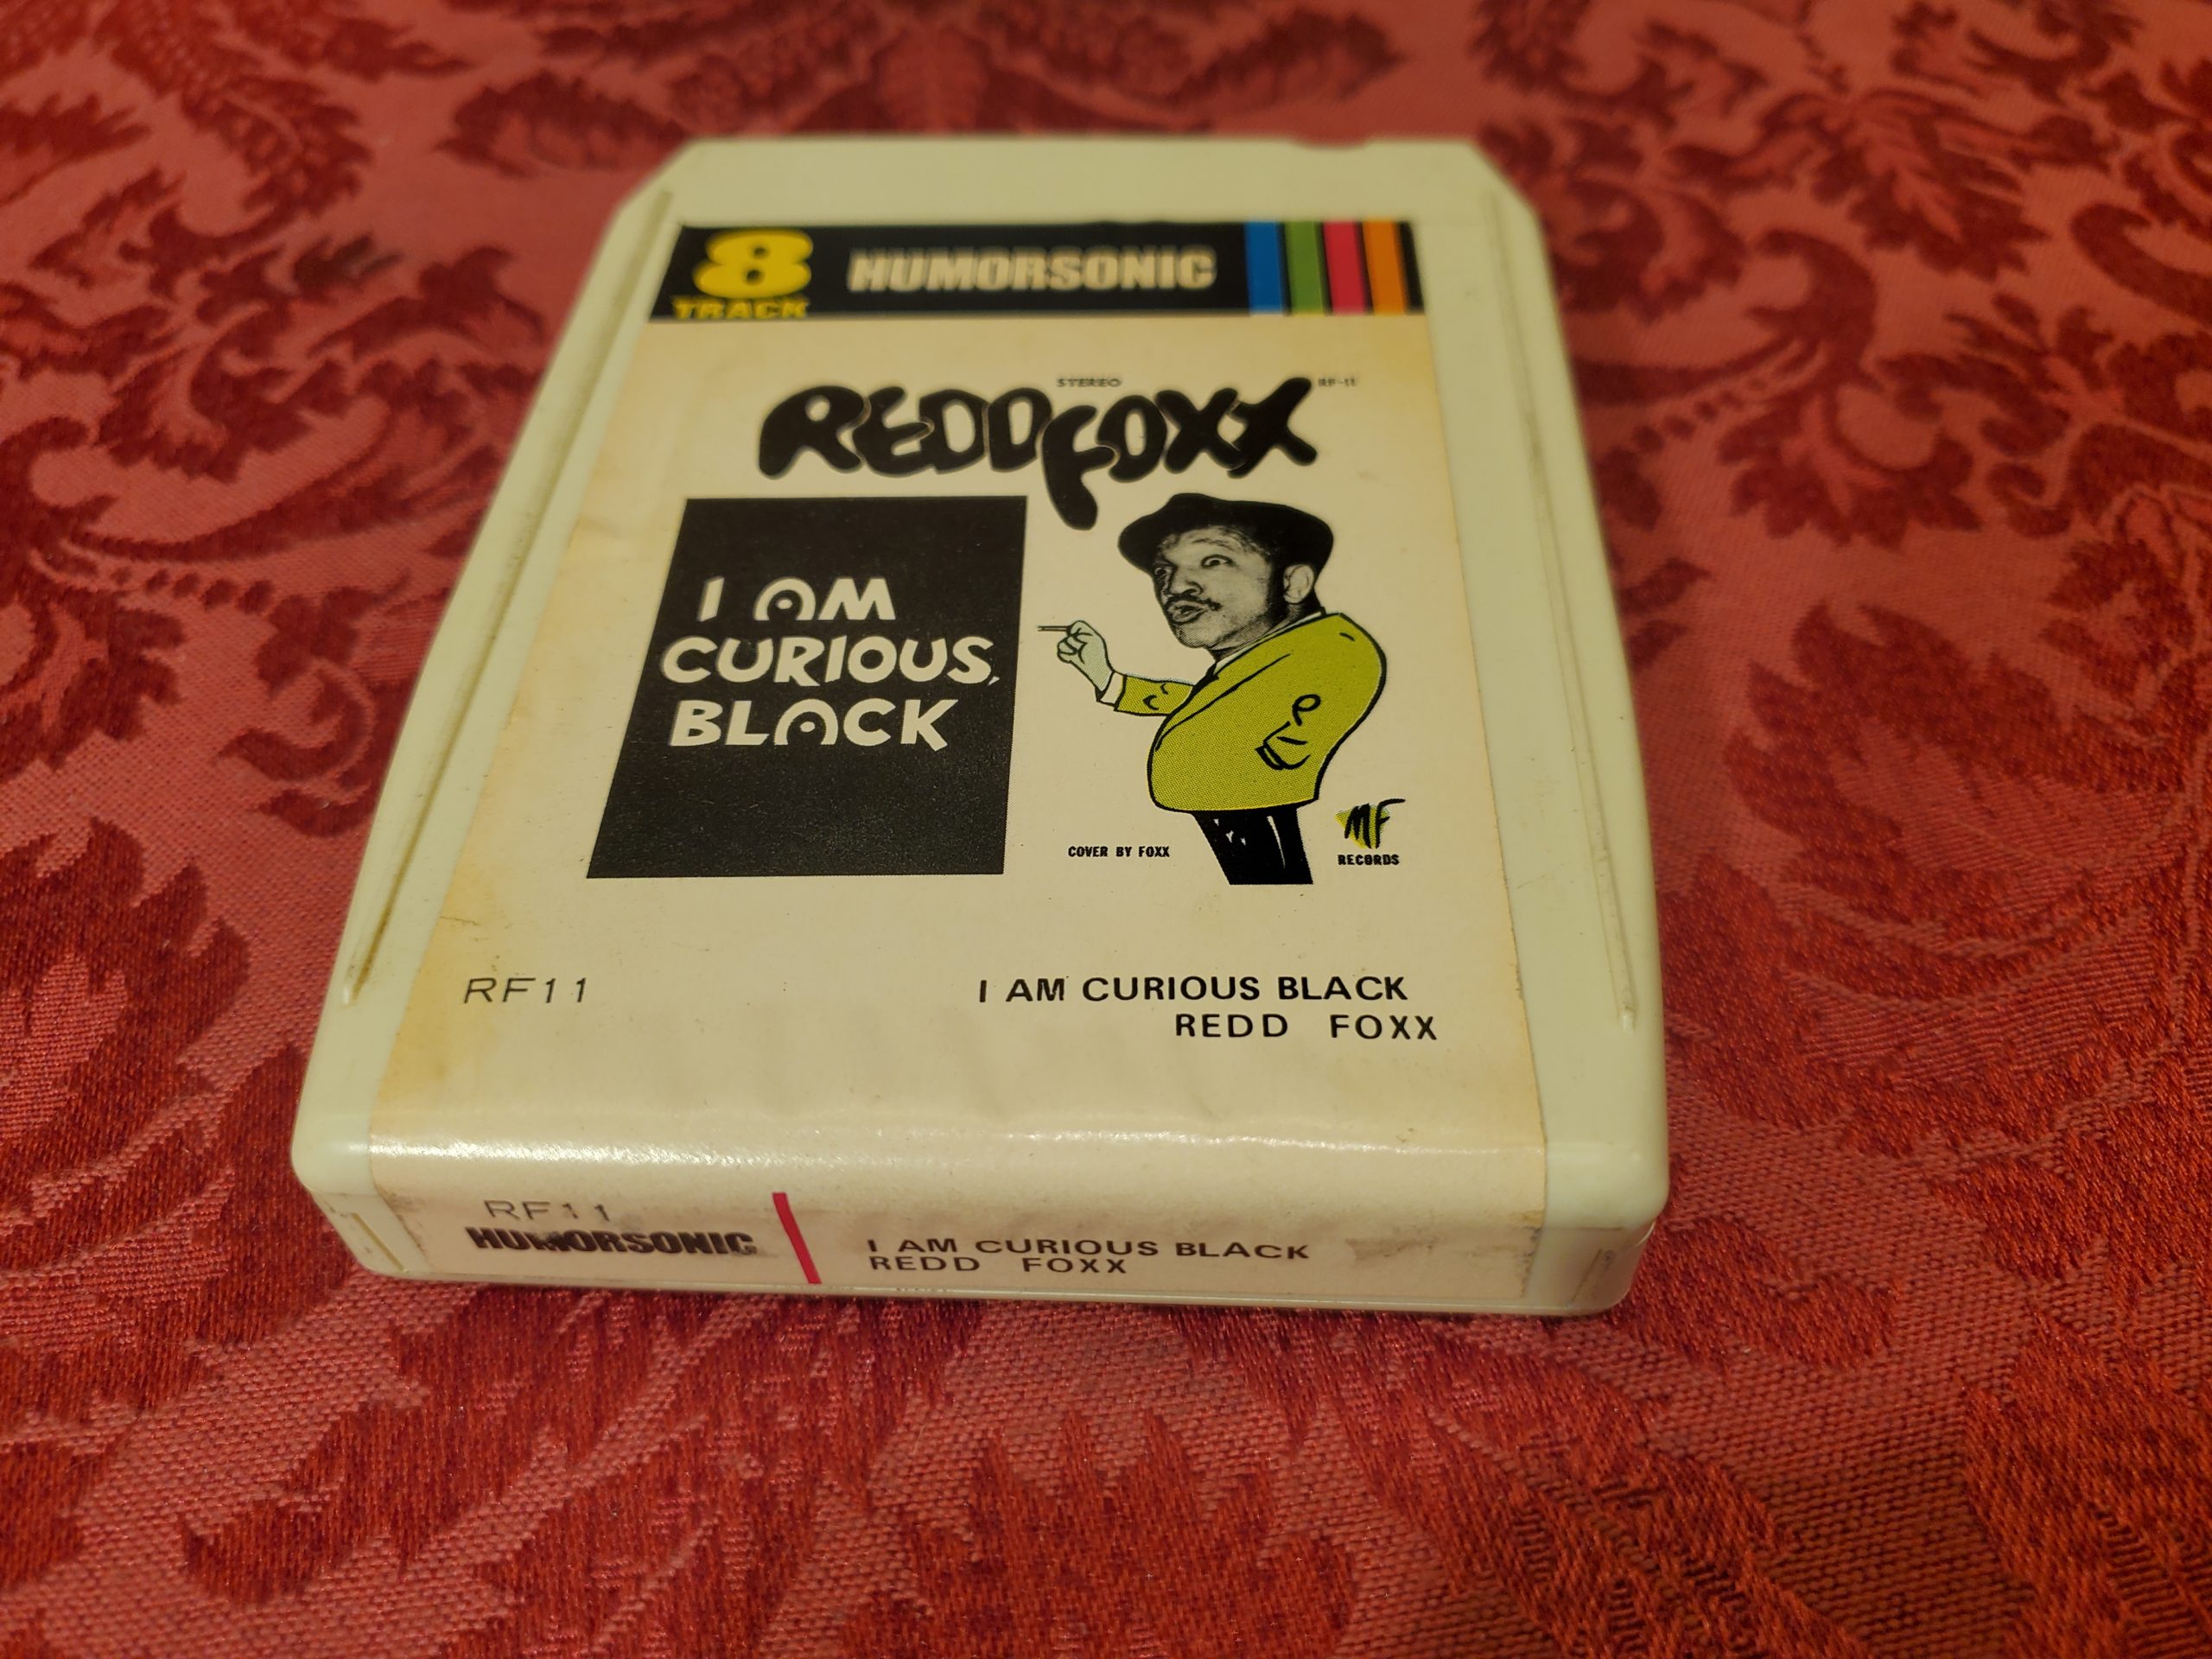 8 TRACK
HUMORSONIC
STEREO
RF-11
REDD FOXX
I AM
CURIOUS,
BLACK
COVER BY FOXX
MF
RECORDS
RF11
I AM CURIOUS BLACK
REDD FOXX
RF11
HUMORSONIC
I AM CURIOUS BLACK
REDD FOXX